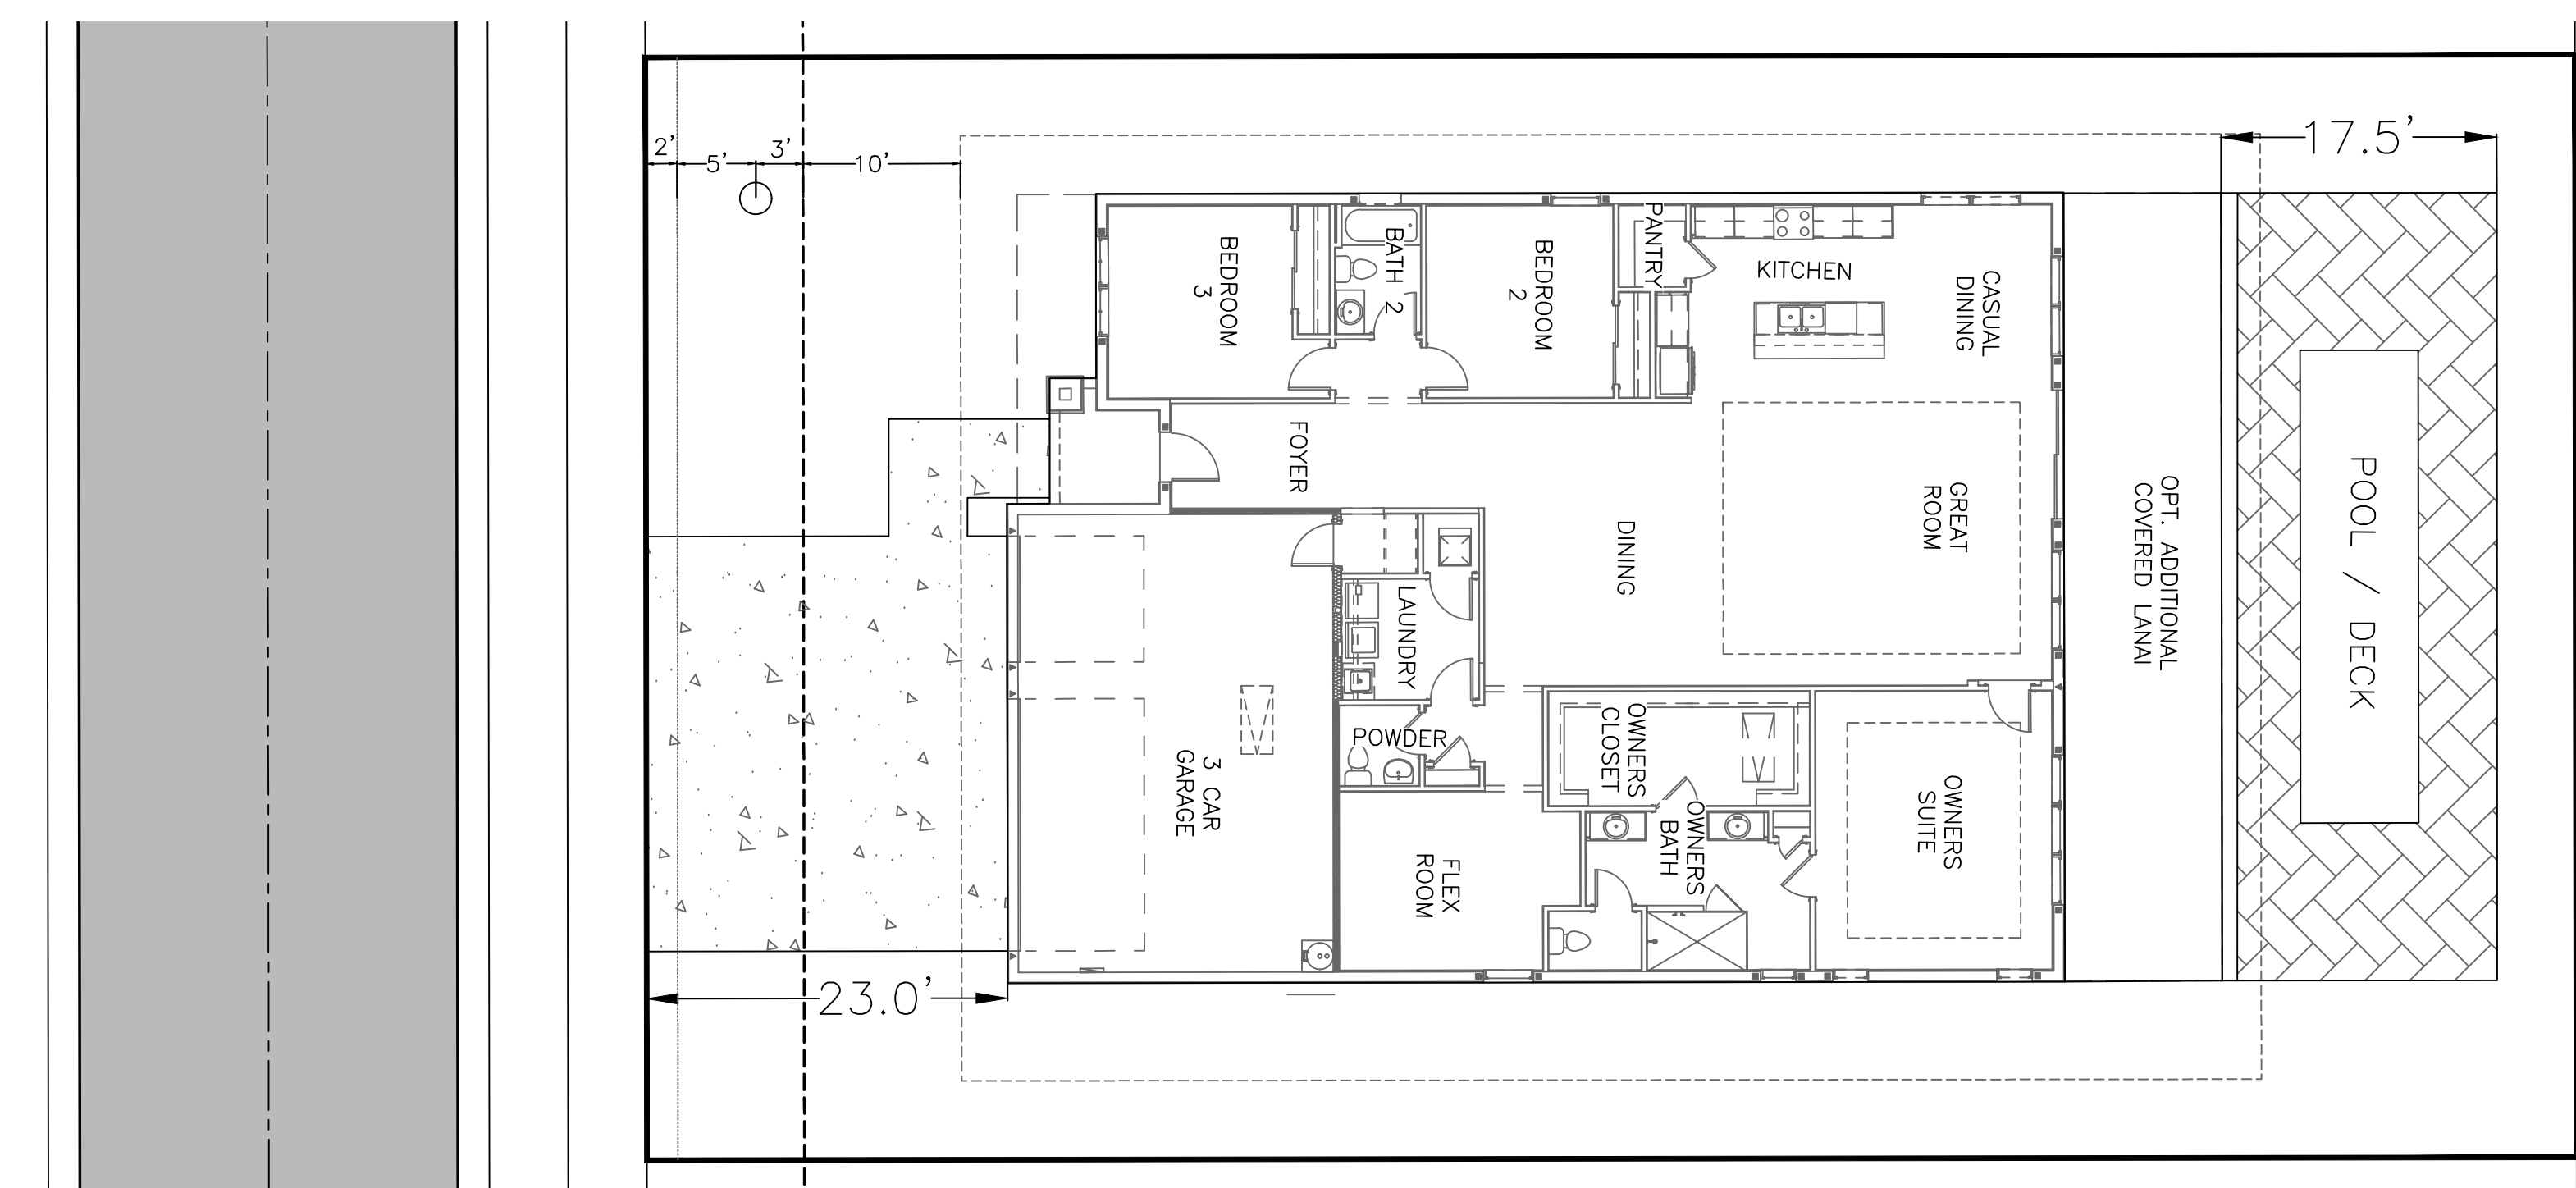 2'
5'
3'
10'
17.5'
BEDROOM
3
BATH 2
BEDROOM
2
PANTRY
KITCHEN
CASUAL
DINING
FOYER
DINING
GREAT
ROOM
OPT. ADDITIONAL
COVERED LANAI
POOL / DECK
LAUNDRY
POWDER
3 CAR
GARAGE
OWNERS
CLOSET
OWNERS
BATH
OWNERS
SUITE
FLEX
ROOM
23.0'